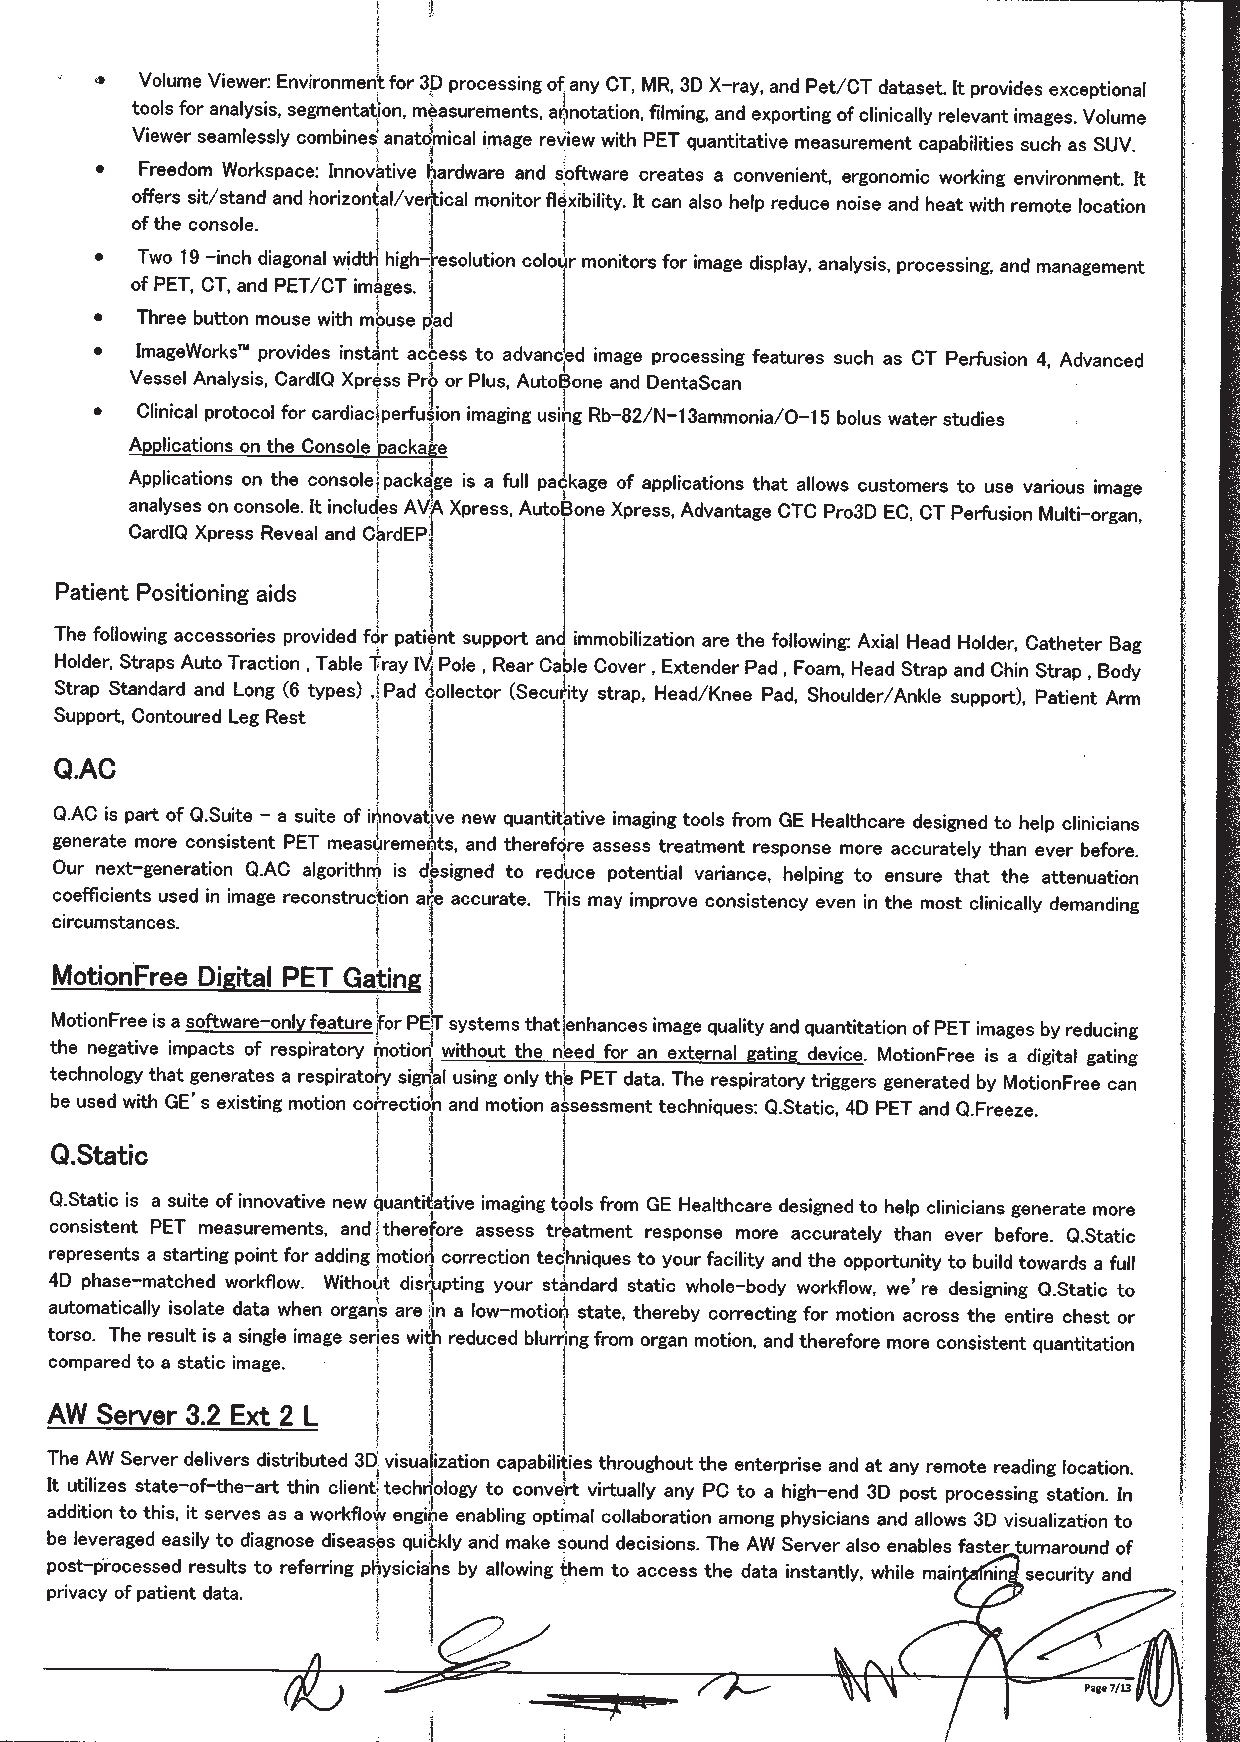 • Volume Viewer: Environment for 3D processing of any CT, MR, 3D X-ray, and Pet/CT dataset. It provides exceptional
tools for analysis, segmentation, measurements, annotation, filming, and exporting of clinically relevant images. Volume
Viewer seamlessly combines anatomical image review with PET quantitative measurement capabilities such as SUV.
• Freedom Workspace: Innovative hardware and software creates a convenient, ergonomic working environment. It
offers sit/stand and horizontal/vertical monitor flexibility. It can also help reduce noise and heat with remote location
of the console.
• Two 19 -inch diagonal width high-resolution colour monitors for image display, analysis, processing, and management
of PET, CT, and PET/CT images.
• Three button mouse with mouse pad
• ImageWorks™ provides instant access to advanced image processing features such as CT Perfusion 4, Advanced
Vessel Analysis, CardIQ Xpress Pro or Plus, AutoBone and DentaScan
• Clinical protocol for cardiac perfusion imaging using Rb-82/N-13ammonia/O-15 bolus water studies
Applications on the Console package
Applications on the console package is a full package of applications that allows customers to use various image
analyses on console. It includes AVA Xpress, AutoBone Xpress, Advantage CTC Pro3D EC, CT Perfusion Multi-organ,
CardIQ Xpress Reveal and CardEP
Patient Positioning aids
The following accessories provided for patient support and immobilization are the following: Axial Head Holder, Catheter Bag
Holder, Straps Auto Traction , Table Tray IV Pole , Rear Cable Cover , Extender Pad , Foam, Head Strap and Chin Strap , Body
Strap Standard and Long (6 types) , Pad collector (Security strap, Head/Knee Pad, Shoulder/Ankle support), Patient Arm
Support, Contoured Leg Rest
Q.AC
Q.AC is part of Q.Suite - a suite of innovative new quantitative imaging tools from GE Healthcare designed to help clinicians
generate more consistent PET measurements, and therefore assess treatment response more accurately than ever before.
Our next-generation Q.AC algorithm is designed to reduce potential variance, helping to ensure that the attenuation
coefficients used in image reconstruction are accurate. This may improve consistency even in the most clinically demanding
circumstances.
MotionFree Digital PET Gating
MotionFree is a software-only feature for PET systems that enhances image quality and quantitation of PET images by reducing
the negative impacts of respiratory motion without the need for an external gating device. MotionFree is a digital gating
technology that generates a respiratory signal using only the PET data. The respiratory triggers generated by MotionFree can
be used with GE's existing motion correction and motion assessment techniques: Q.Static, 4D PET and Q.Freeze.
Q.Static
Q.Static is a suite of innovative new quantitative imaging tools from GE Healthcare designed to help clinicians generate more
consistent PET measurements, and therefore assess treatment response more accurately than ever before. Q.Static
represents a starting point for adding motion correction techniques to your facility and the opportunity to build towards a full
4D phase-matched workflow. Without disrupting your standard static whole-body workflow, we're designing Q.Static to
automatically isolate data when organs are in a low-motion state, thereby correcting for motion across the entire chest or
torso. The result is a single image series with reduced blurring from organ motion, and therefore more consistent quantitation
compared to a static image.
AW Server 3.2 Ext 2 L
The AW Server delivers distributed 3D visualization capabilities throughout the enterprise and at any remote reading location.
It utilizes state-of-the-art thin client technology to convert virtually any PC to a high-end 3D post processing station. In
addition to this, it serves as a workflow engine enabling optimal collaboration among physicians and allows 3D visualization to
be leveraged easily to diagnose diseases quickly and make sound decisions. The AW Server also enables faster turnaround of
post-processed results to referring physicians by allowing them to access the data instantly, while maintaining security and
privacy of patient data.
Page 7/13